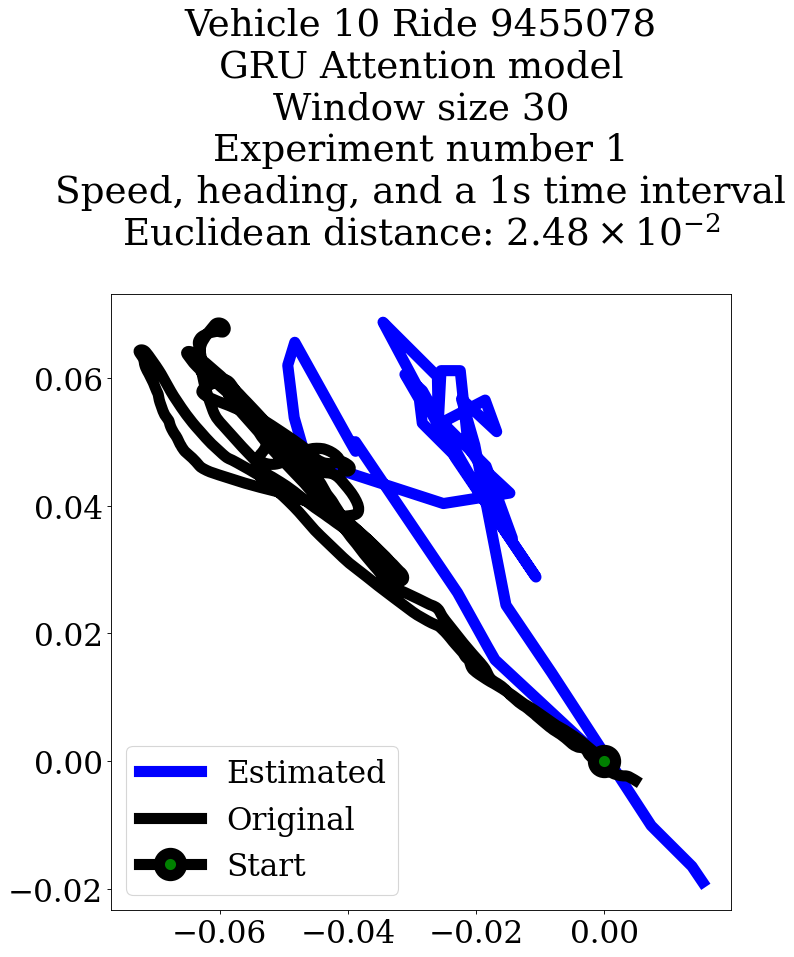 Vehicle 10 Ride 9455078
GRU Attention model
Window size 30
Experiment number 1
Speed, heading, and a 1s time interval
Euclidean distance: 2.48 × 10⁻²
0.06
0.04
0.02
0.00
−0.02
Estimated
Original
Start
−0.06 −0.04 −0.02 0.00